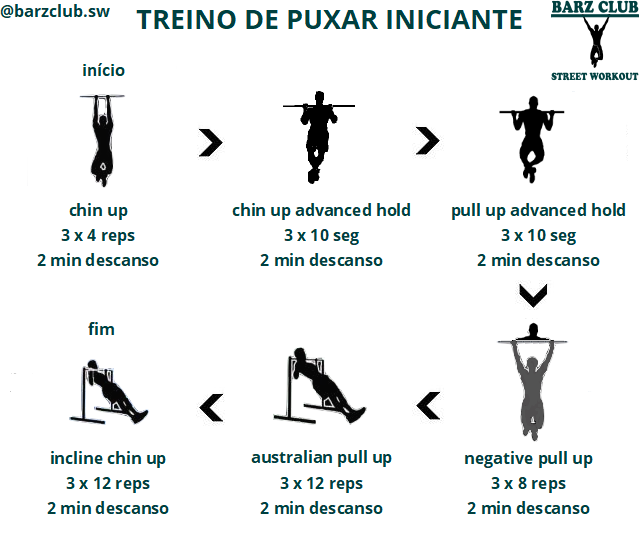 @barzclub.sw
TREINO DE PUXAR INICIANTE
BARZ CLUB
STREET WORKOUT
início
chin up
3 x 4 reps
2 min descanso
chin up advanced hold
3 x 10 seg
2 min descanso
pull up advanced hold
3 x 10 seg
2 min descanso
negative pull up
3 x 8 reps
2 min descanso
australian pull up
3 x 12 reps
2 min descanso
fim
incline chin up
3 x 12 reps
2 min descanso